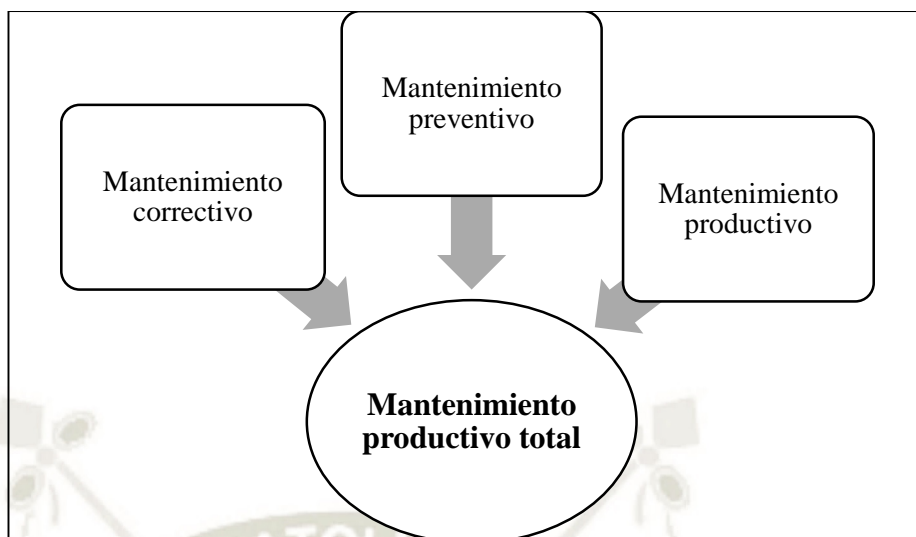 Mantenimiento
preventivo
Mantenimiento
correctivo
Mantenimiento
productivo
Mantenimiento
productivo total